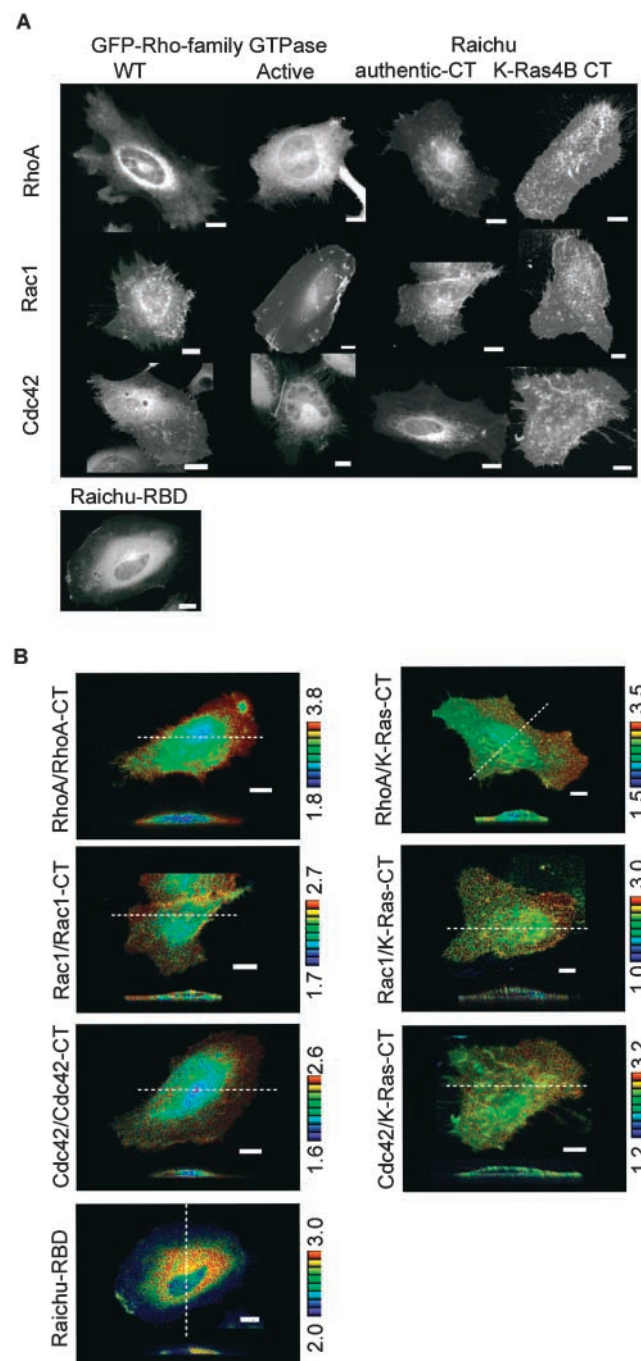 A
GFP-Rho-family GTPase
Raichu
WT
Active
authentic-CT
K-Ras4B CT
RhoA
Rac1
Cdc42
Raichu-RBD
B
RhoA/RhoA-CT
1.8
3.8
RhoA/K-Ras-CT
1.5
3.5
Rac1/Rac1-CT
1.7
2.7
Rac1/K-Ras-CT
1.0
3.0
Cdc42/Cdc42-CT
1.6
2.6
Cdc42/K-Ras-CT
1.2
3.2
Raichu-RBD
2.0
3.0